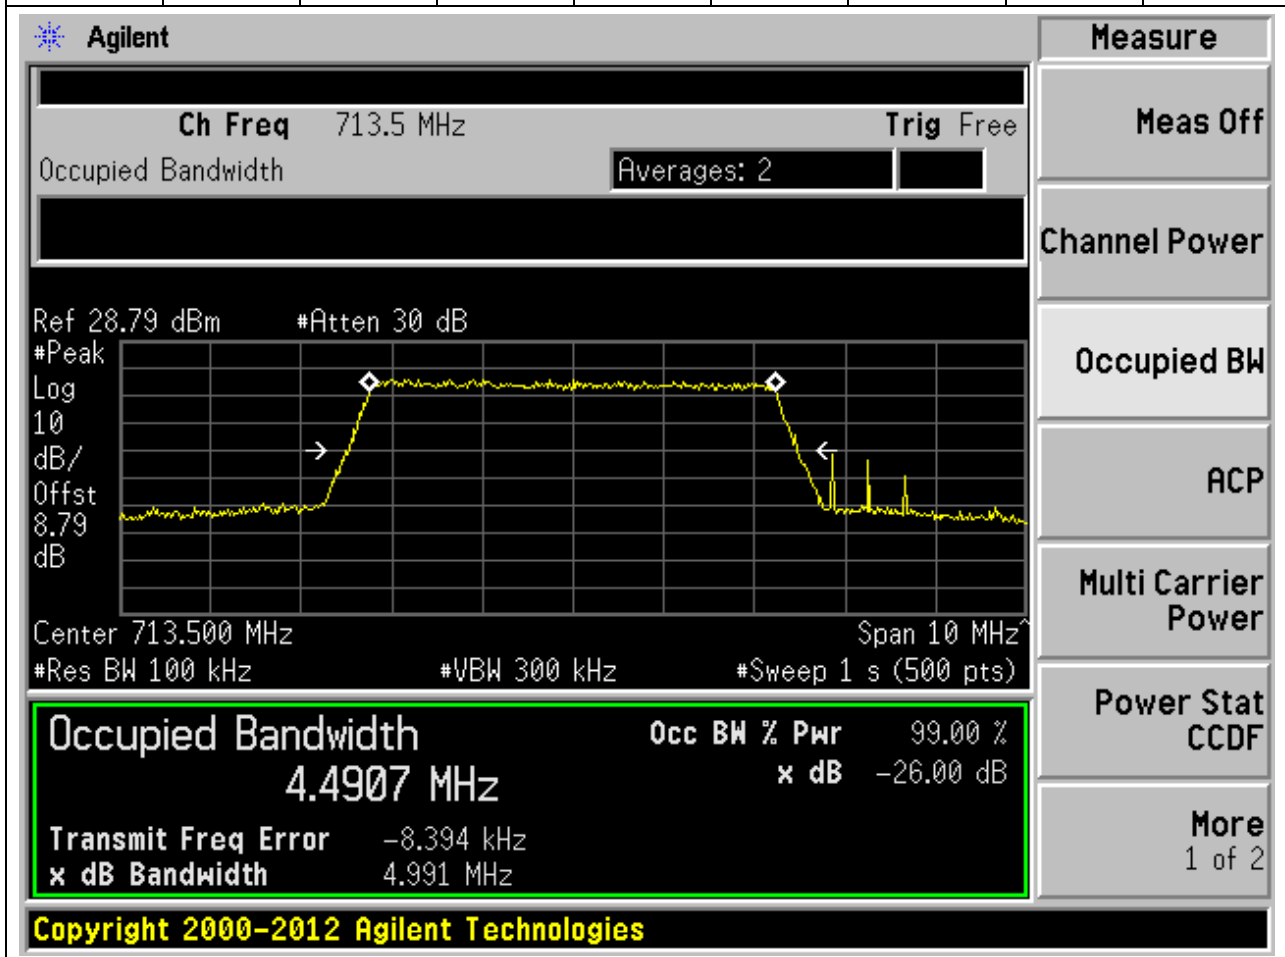 Agilent
Measure
Ch Freq 713.5 MHz Trig Free
Meas Off
Occupied Bandwidth Averages: 2
Channel Power
Ref 28.79 dBm #Atten 30 dB
#Peak
Log
10
dB/
Offst
8.79
dB
Occupied BW
ACP
Multi Carrier
Power
Center 713.500 MHz Span 10 MHz^
#Res BW 100 kHz #VBW 300 kHz #Sweep 1 s (500 pts)
Power Stat
CCDF
Occupied Bandwidth Occ BW % Pwr 99.00 %
4.4907 MHz x dB -26.00 dB
Transmit Freq Error -8.394 kHz
x dB Bandwidth 4.991 MHz
More
1 of 2
Copyright 2000-2012 Agilent Technologies